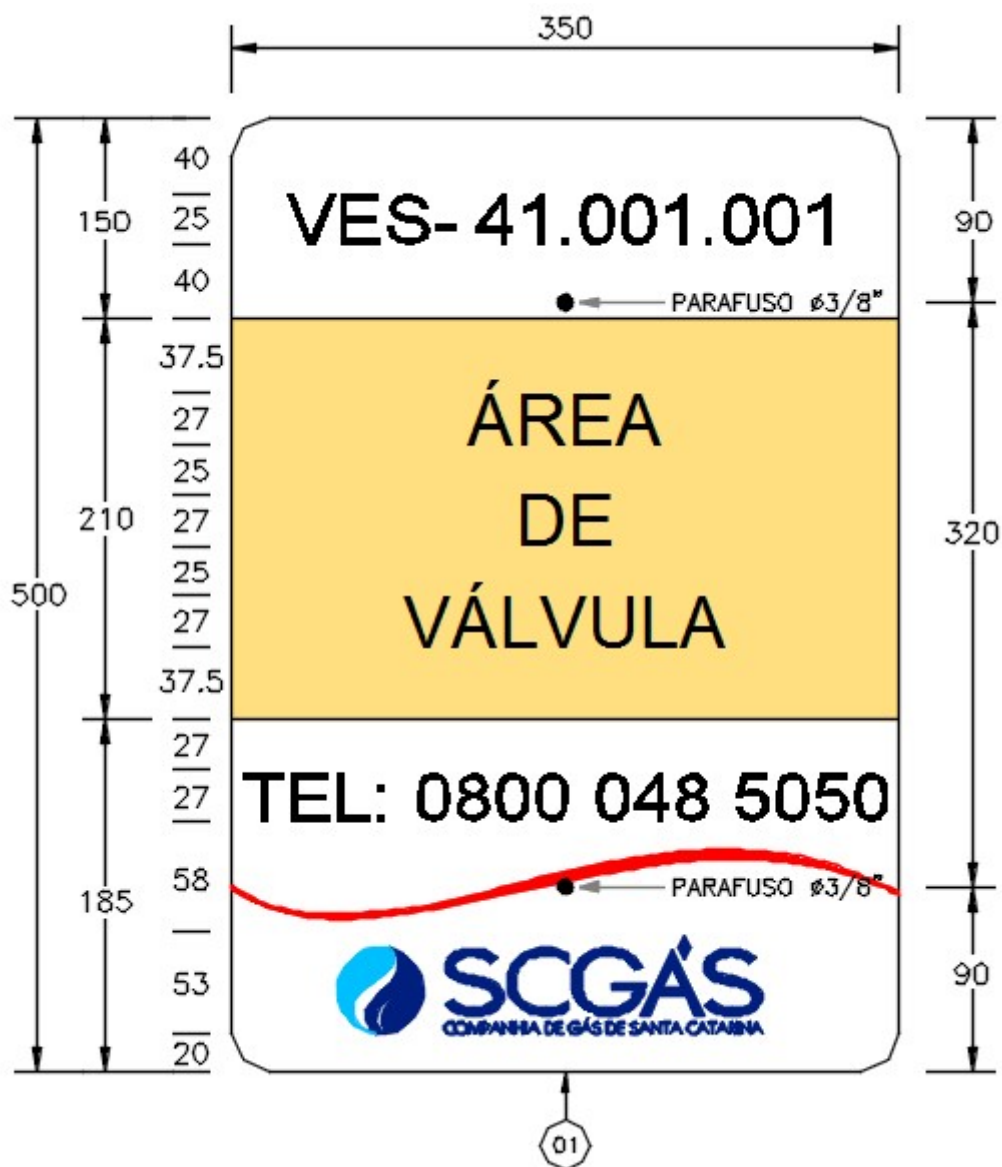 350
40
150
25
90
VES- 41.001.001
40
PARAFUSO ø3/8"
37.5
27
ÁREA
25
210
27
DE
320
25
500
27
VÁLVULA
37.5
27
27
TEL: 0800 048 5050
58
185
PARAFUSO ø3/8"
53
90
SCGÁS
COMPANHIA DE GÁS DE SANTA CATARINA
20
01